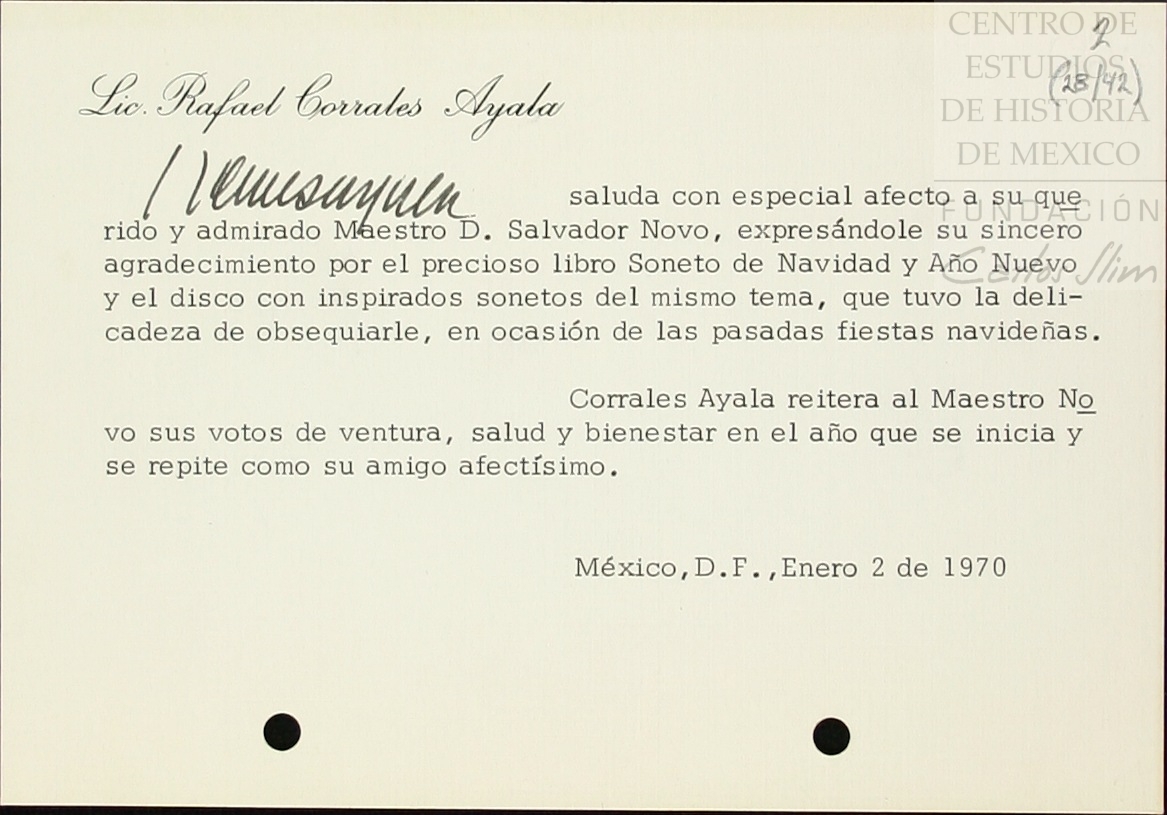 CENTRO DE
ESTUDIOS
DE HISTORIA
DE MEXICO
FUNDACIÓN
Carlos Slim
2
(23/42)
Lic. Rafael Corrales Ayala
saluda con especial afecto a su que
rido y admirado Maestro D. Salvador Novo, expresándole su sincero
agradecimiento por el precioso libro Soneto de Navidad y Año Nuevo
y el disco con inspirados sonetos del mismo tema, que tuvo la deli-
cadeza de obsequiarle, en ocasión de las pasadas fiestas navideñas.
Corrales Ayala reitera al Maestro No
vo sus votos de ventura, salud y bienestar en el año que se inicia y
se repite como su amigo afectísimo.
México,D.F.,Enero 2 de 1970